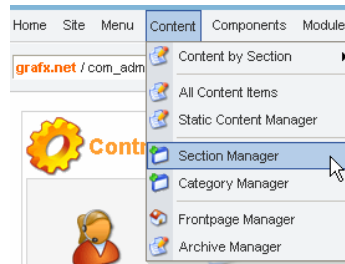 Home Site Menu Content Components Module
grafx.net / com_adm
Content by Section
All Content Items
Static Content Manager
Contr
Section Manager
Category Manager
Frontpage Manager
Archive Manager